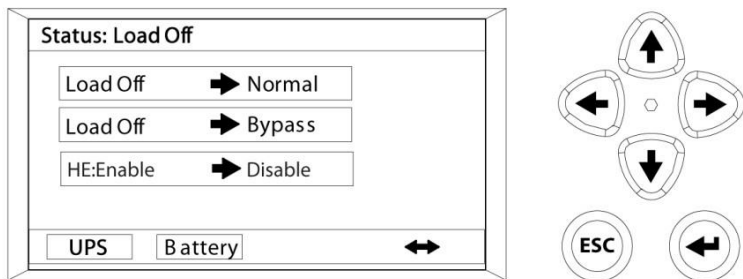 Status: Load Off
Load Off ➔ Normal
Load Off ➔ Bypass
HE:Enable ➔ Disable
UPS Battery
ESC